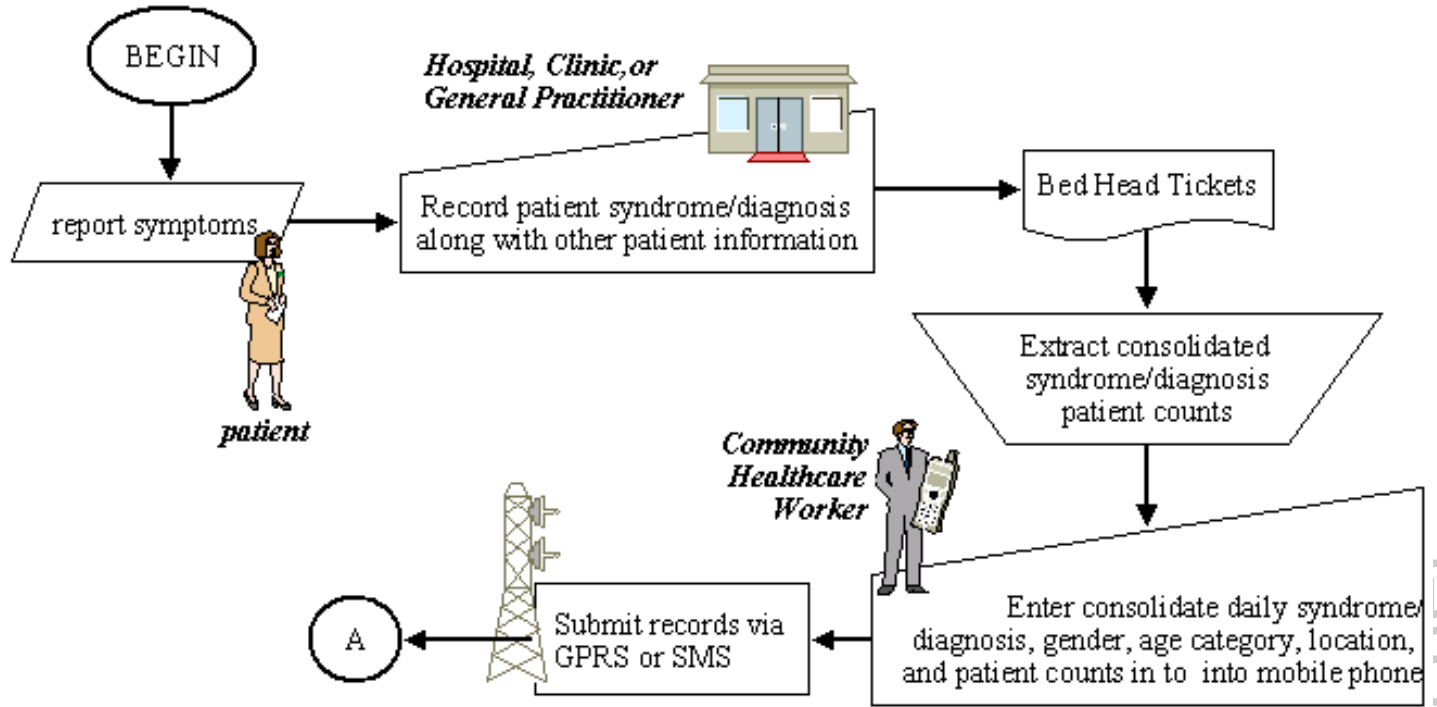 BEGIN
Hospital, Clinic,or
General Practitioner
report symptoms
Record patient syndrome/diagnosis
along with other patient information
Bed Head Tickets
patient
Extract consolidated
syndrome/diagnosis
patient counts
Community
Healthcare
Worker
Enter consolidate daily syndrome/
diagnosis, gender, age category, location,
and patient counts in to  into mobile phone
Submit records via
GPRS or SMS
A